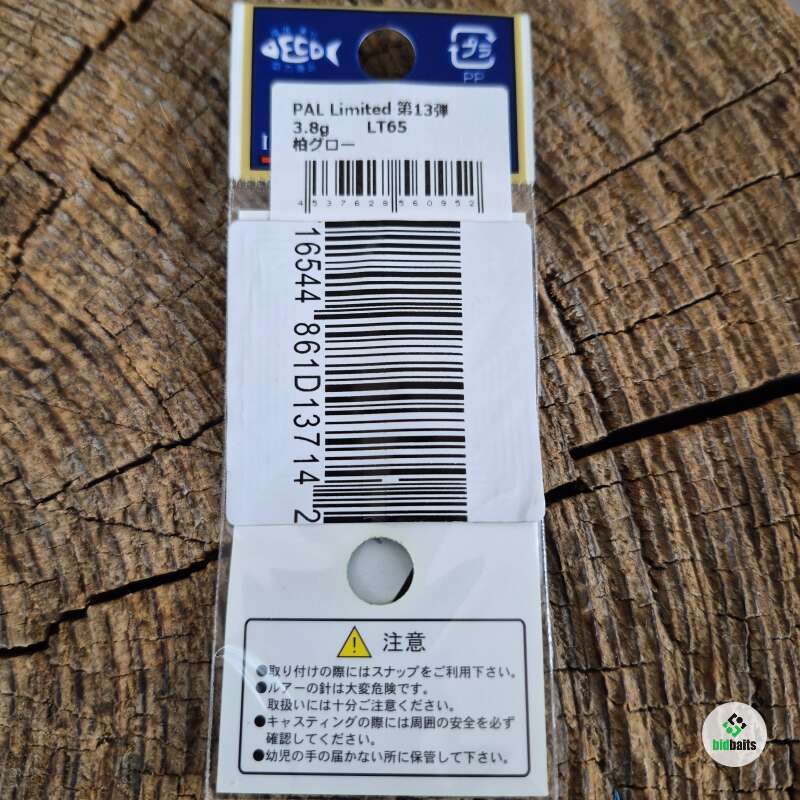 プラ
PP
PAL Limited 第13弾
3.8g LT65
柏グロー
4537628560952
16544 861D13714 2
注意
●取り付けの際にはスナップをご利用下さい。
●ルアーの針は大変危険です。
取扱いには十分ご注意ください。
●キャスティングの際には周囲の安全を必ず
確認してください。
●幼児の手の届かない所に保管して下さい。
bidbaits